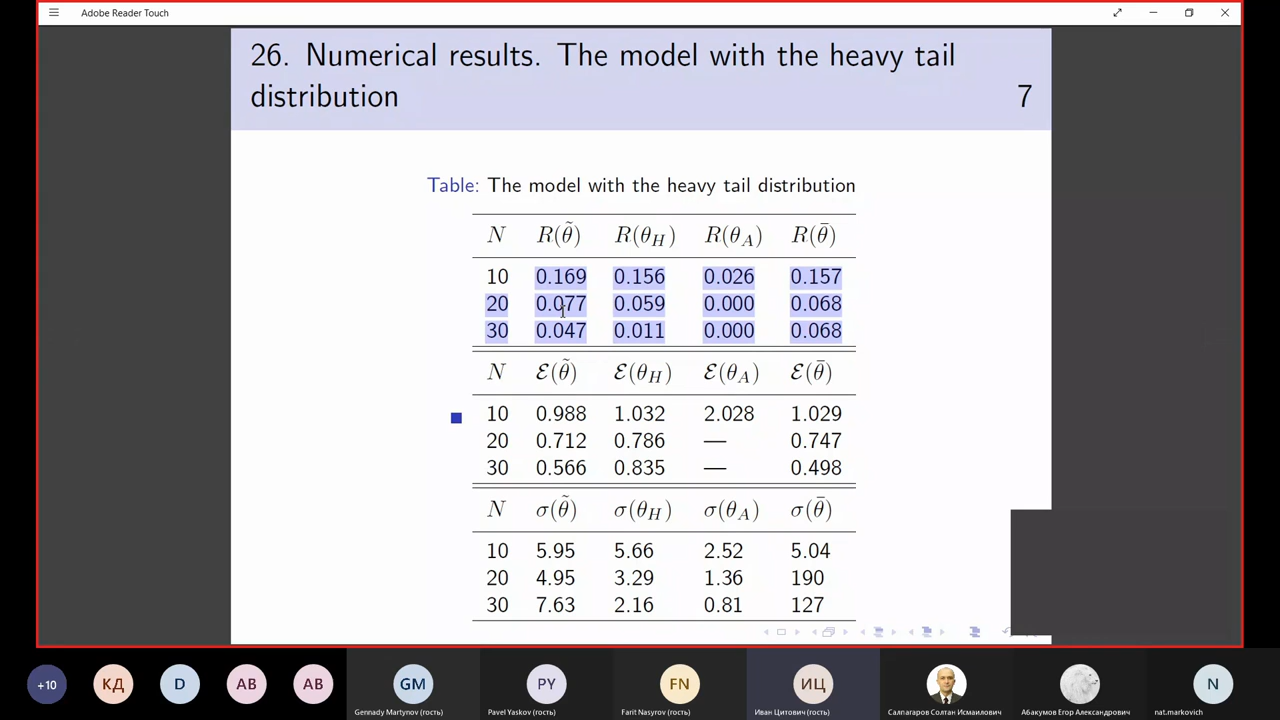 Adobe Reader Touch
26. Numerical results. The model with the heavy tail
distribution 7
Table: The model with the heavy tail distribution
N R(θ̃) R(θ_H) R(θ_A) R(θ̄)
10 0.169 0.156 0.026 0.157
20 0.077 0.059 0.000 0.068
30 0.047 0.011 0.000 0.068
N ℰ(θ̃) ℰ(θ_H) ℰ(θ_A) ℰ(θ̄)
10 0.988 1.032 2.028 1.029
20 0.712 0.786 — 0.747
30 0.566 0.835 — 0.498
N σ(θ̃) σ(θ_H) σ(θ_A) σ(θ̄)
10 5.95 5.66 2.52 5.04
20 4.95 3.29 1.36 190
30 7.63 2.16 0.81 127
+10 КД D AB AB GM PY FN ИЦ N
Gennady Martynov (гость) Pavel Yaskov (гость) Farit Nasyrov (гость) Иван Цитович (гость) Салпагаров Солтан Исмаилович Абакумов Егор Александрович nat.markovich